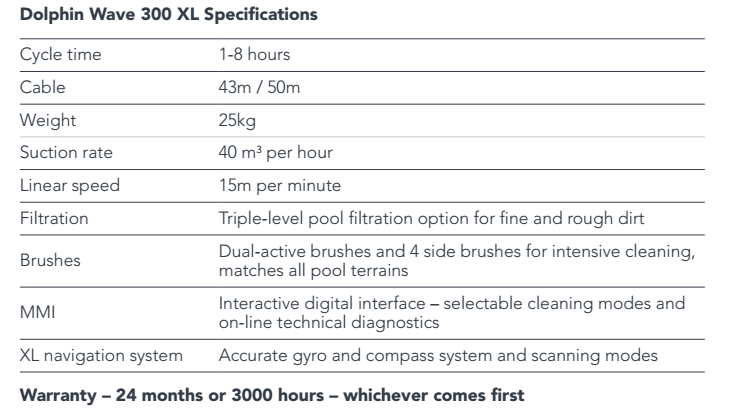 Dolphin Wave 300 XL Specifications
Cycle time 1-8 hours
Cable 43m / 50m
Weight 25kg
Suction rate 40 m³ per hour
Linear speed 15m per minute
Filtration Triple-level pool filtration option for fine and rough dirt
Brushes Dual-active brushes and 4 side brushes for intensive cleaning,
matches all pool terrains
MMI Interactive digital interface – selectable cleaning modes and
on-line technical diagnostics
XL navigation system Accurate gyro and compass system and scanning modes
Warranty – 24 months or 3000 hours – whichever comes first